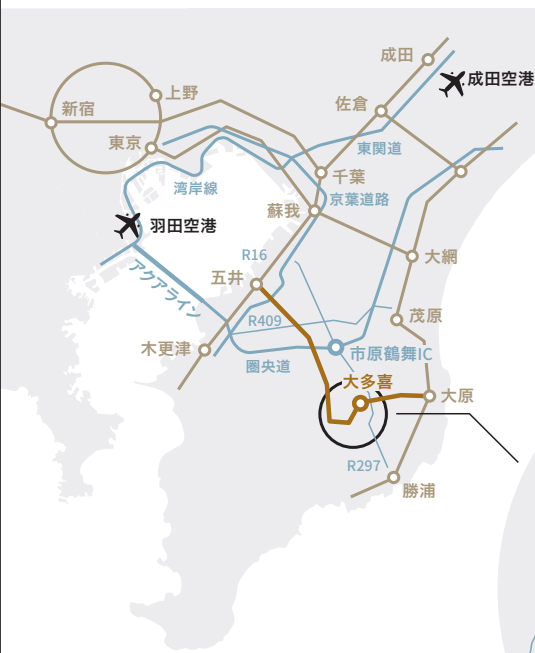 成田
成田空港
上野
佐倉
新宿
東京
東関道
千葉
湾岸線
京葉道路
蘇我
羽田空港
R16
大網
五井
アクアライン
茂原
R409
木更津
市原鶴舞IC
圏央道
大多喜
大原
R297
勝浦